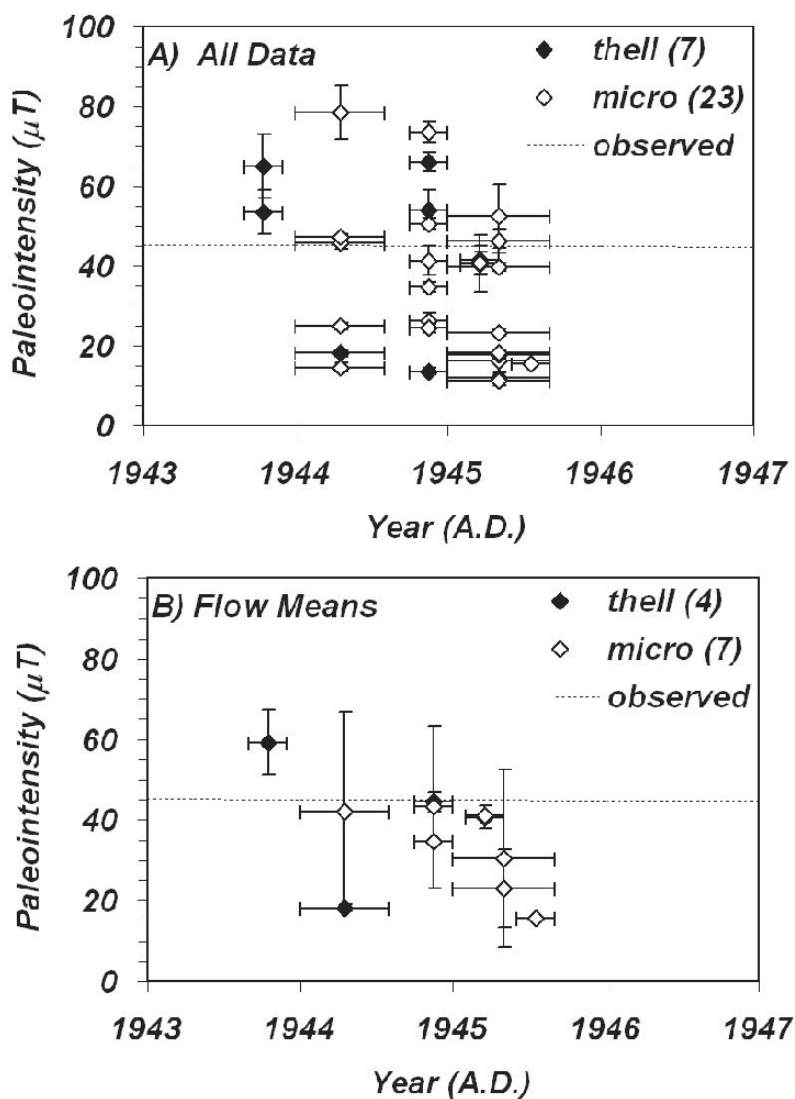 100
A) All Data
thell (7)
80
micro (23)
observed
60
40
20
0
Paleointensity (μT)
1943 1944 1945 1946 1947
Year (A.D.)
100
B) Flow Means
thell (4)
80
micro (7)
observed
60
40
20
0
Paleointensity (μT)
1943 1944 1945 1946 1947
Year (A.D.)